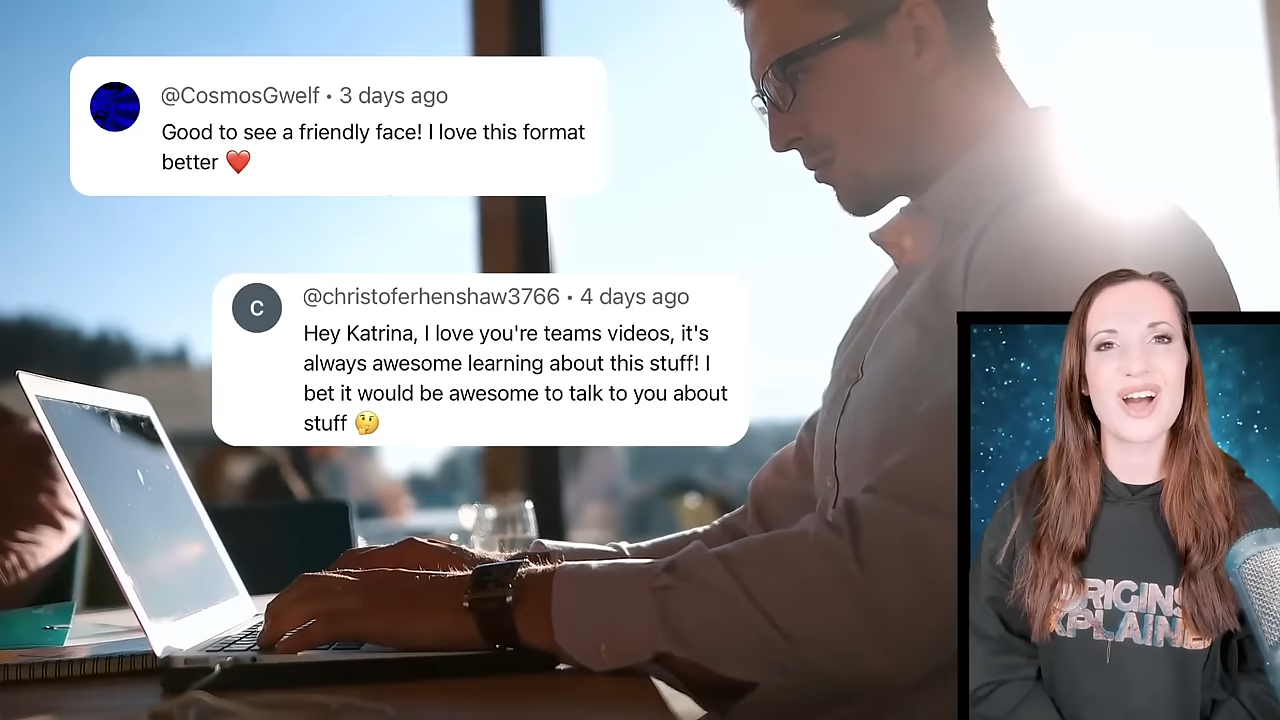 @CosmosGwelf • 3 days ago
Good to see a friendly face! I love this format
better ❤️
C
@christoferhenshaw3766 • 4 days ago
Hey Katrina, I love you're teams videos, it's
always awesome learning about this stuff! I
bet it would be awesome to talk to you about
stuff 🤔
ORIGINS
EXPLAINED